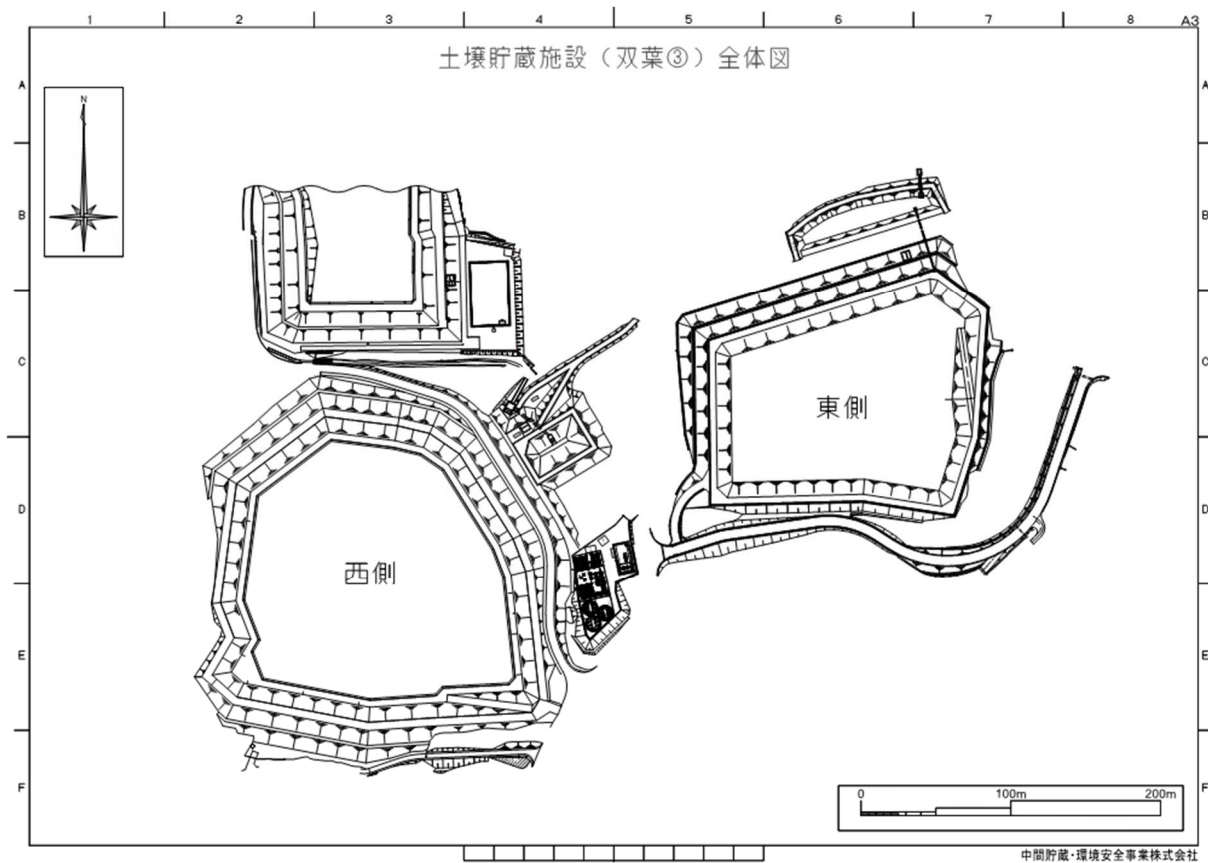 1 2 3 4 5 6 7 8 A3
土壌貯蔵施設（双葉③）全体図
A A
N
B B
C C
東側
D D
西側
E E
F F
0 100m 200m
中間貯蔵・環境安全事業株式会社